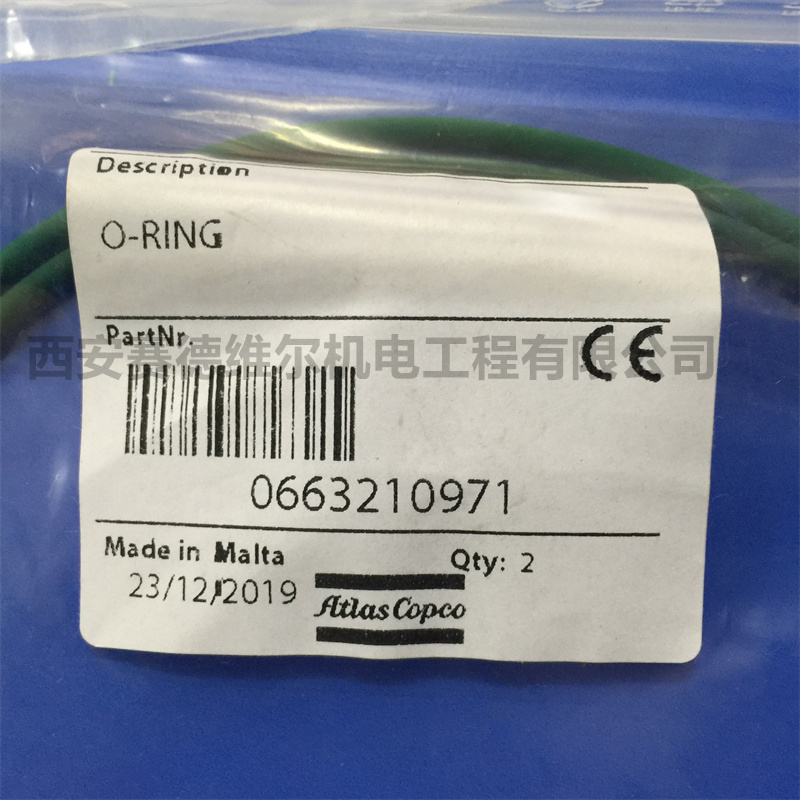 Description
O-RING
PartNr.
CE
西安赛德维尔机电工程有限公司
0663210971
Made in Malta
Qty: 2
23/12/2019
Atlas Copco